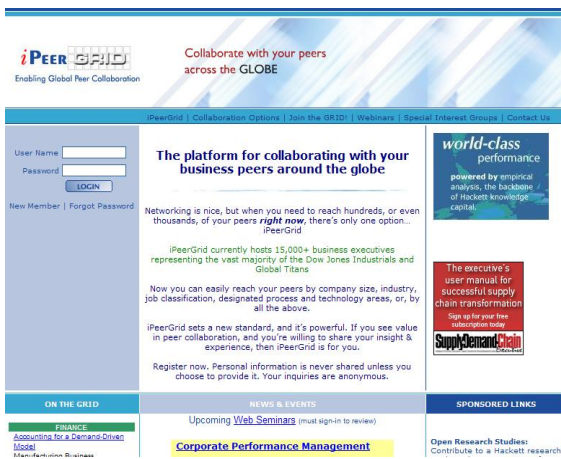 iPEER GRID
Enabling Global Peer Collaboration
Collaborate with your peers
across the GLOBE
iPeerGrid | Collaboration Options | Join the GRID! | Webinars | Special Interest Groups | Contact Us
User Name
Password
LOGIN
New Member | Forgot Password
The platform for collaborating with your
business peers around the globe
Networking is nice, but when you need to reach hundreds, or even
thousands, of your peers right now, there's only one option...
iPeerGrid
iPeerGrid currently hosts 15,000+ business executives
representing the vast majority of the Dow Jones Industrials and
Global Titans
Now you can easily reach your peers by company size, industry,
job classification, designated process and technology areas, or, by
all the above.
iPeerGrid sets a new standard, and it's powerful. If you see value
in peer collaboration, and you're willing to share your insight &
experience, then iPeerGrid is for you.
Register now. Personal information is never shared unless you
choose to provide it. Your inquiries are anonymous.
world-class
performance
powered by empirical
analysis, the backbone
of Hackett knowledge
capital.
The executive's
user manual for
successful supply
chain transformation
Sign up for your free
subscription today
SupplyDemandChain
Executive
ON THE GRID
NEWS & EVENTS
SPONSORED LINKS
FINANCE
Accounting for a Demand-Driven
Model
Manufacturing Business
Upcoming Web Seminars (must sign-in to review)
Corporate Performance Management
Open Research Studies:
Contribute to a Hackett research